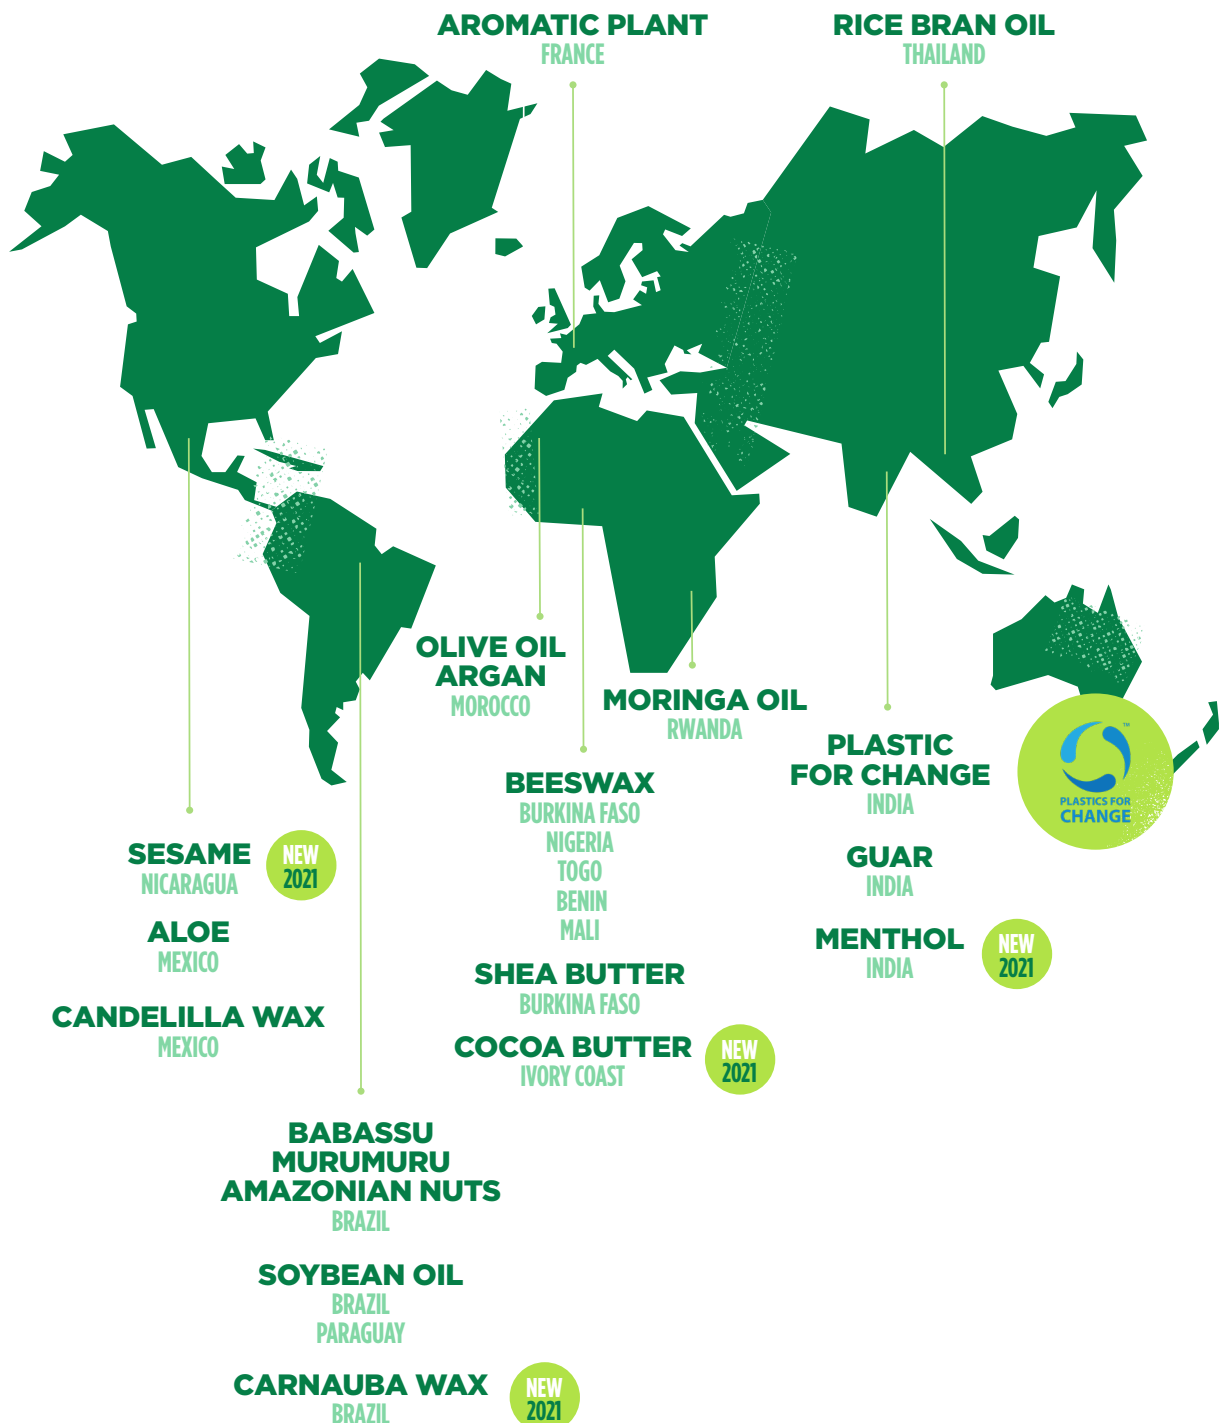 AROMATIC PLANT
FRANCE
RICE BRAN OIL
THAILAND
OLIVE OIL
ARGAN
MOROCCO
MORINGA OIL
RWANDA
PLASTIC
FOR CHANGE
INDIA
TM
PLASTICS FOR
CHANGE
BEESWAX
BURKINA FASO
NIGERIA
TOGO
BENIN
MALI
SESAME
NICARAGUA
NEW
2021
GUAR
INDIA
ALOE
MEXICO
MENTHOL
INDIA
NEW
2021
SHEA BUTTER
BURKINA FASO
CANDELILLA WAX
MEXICO
COCOA BUTTER
IVORY COAST
NEW
2021
BABASSU
MURUMURU
AMAZONIAN NUTS
BRAZIL
SOYBEAN OIL
BRAZIL
PARAGUAY
CARNAUBA WAX
BRAZIL
NEW
2021